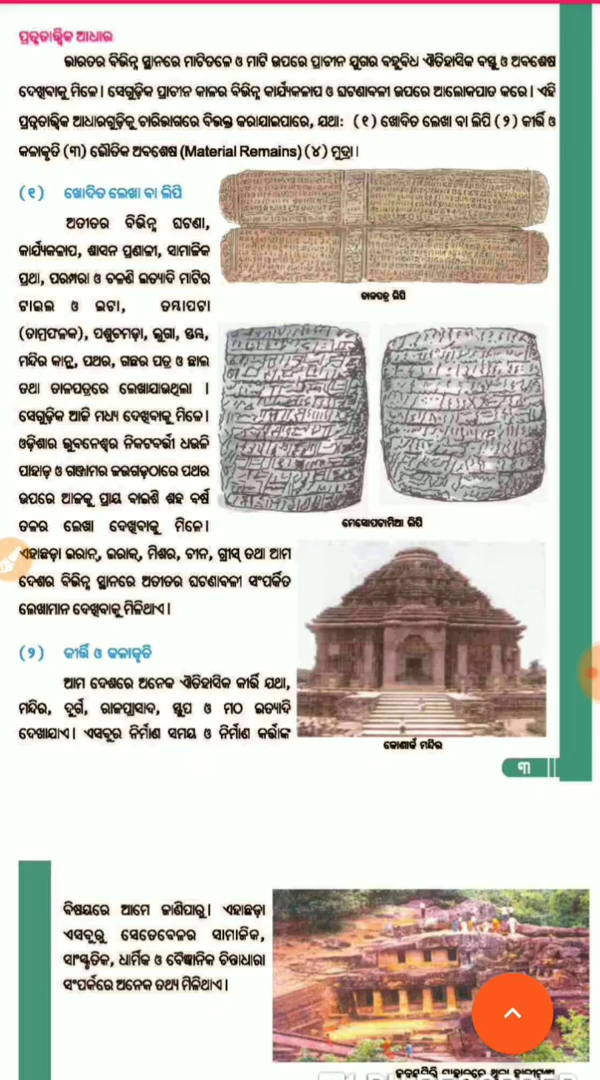 ପ୍ରତ୍ନତାତ୍ତ୍ଵିକ ଆଧାର
ଭାରତର ବିଭିନ୍ନ ସ୍ଥାନରେ ମାଟିତଳେ ଓ ମାଟି ଉପରେ ପ୍ରାଚୀନ ଯୁଗର ବହୁବିଧ ଐତିହାସିକ ବସ୍ତୁ ଓ ଅବଶେଷ
ଦେଖିବାକୁ ମିଳେ। ସେଗୁଡ଼ିକ ପ୍ରାଚୀନ କାଳର ବିଭିନ୍ନ କାର୍ଯ୍ୟକଳାପ ଓ ଘଟଣାବଳୀ ଉପରେ ଆଲୋକପାତ କରେ। ଏହି
ପ୍ରତ୍ନତାତ୍ତ୍ଵିକ ଆଧାରଗୁଡ଼ିକୁ ଚାରିଭାଗରେ ବିଭକ୍ତ କରାଯାଇପାରେ, ଯଥା: (୧) ଖୋଦିତ ଲେଖା ବା ଲିପି (୨) କୀର୍ତ୍ତି ଓ
କଳାକୃତି (୩) ଭୌତିକ ଅବଶେଷ (Material Remains) (୪) ମୁଦ୍ରା।
(୧) ଖୋଦିତ ଲେଖା ବା ଲିପି
ଅତୀତର ବିଭିନ୍ନ ଘଟଣା,
କାର୍ଯ୍ୟକଳାପ, ଶାସନ ପ୍ରଣାଳୀ, ସାମାଜିକ
ପ୍ରଥା, ପରମ୍ପରା ଓ ଚଳଣି ଇତ୍ୟାଦି ମାଟିର
ଟାଇଲ ଓ ଇଟା, ତମ୍ବାପଟା
(ତାମ୍ରଫଳକ), ପଶୁଚମଡ଼ା, ଲୁଗା, ସ୍ତମ୍ଭ,
ମନ୍ଦିର କାନ୍ଥ, ପଥର, ଗଛର ପତ୍ର ଓ ଛାଲ
ତଥା ତାଳପତ୍ରରେ ଲେଖାଯାଉଥିଲା ।
ସେଗୁଡ଼ିକ ଆଜି ମଧ୍ୟ ଦେଖିବାକୁ ମିଳେ।
ଓଡ଼ିଶାର ଭୁବନେଶ୍ୱର ନିକଟବର୍ତ୍ତୀ ଧଉଳି
ପାହାଡ଼ ଓ ଗଞ୍ଜାମର ଜଉଗଡ଼ଠାରେ ପଥର
ଉପରେ ଆଜକୁ ପ୍ରାୟ ବାଇଶି ଶହ ବର୍ଷ
ତଳର ଲେଖା ଦେଖିବାକୁ ମିଳେ।
ଏହାଛଡ଼ା ଇରାନ୍, ଇରାକ୍, ମିଶର, ଚୀନ, ଗ୍ରୀସ୍ ତଥା ଆମ
ଦେଶର ବିଭିନ୍ନ ସ୍ଥାନରେ ଅତୀତର ଘଟଣାବଳୀ ସଂପର୍କିତ
ଲେଖାମାନ ଦେଖିବାକୁ ମିଳିଥାଏ।
ତାଳପତ୍ର ଲିପି
ମେସୋପଟାମିଆ ଲିପି
(୨) କୀର୍ତ୍ତି ଓ କଳାକୃତି
ଆମ ଦେଶରେ ଅନେକ ଐତିହାସିକ କୀର୍ତ୍ତି ଯଥା,
ମନ୍ଦିର, ଦୁର୍ଗ, ରାଜପ୍ରାସାଦ, ସ୍ତୁପ ଓ ମଠ ଇତ୍ୟାଦି
ଦେଖାଯାଏ। ଏସବୁର ନିର୍ମାଣ ସମୟ ଓ ନିର୍ମାଣ କର୍ତ୍ତାଙ୍କ
କୋଣାର୍କ ମନ୍ଦିର
୩
ବିଷୟରେ ଆମେ ଜାଣିପାରୁ। ଏହାଛଡ଼ା
ଏସବୁରୁ ସେତେବେଳର ସାମାଜିକ,
ସାଂସ୍କୃତିକ, ଧାର୍ମିକ ଓ ବୈଜ୍ଞାନିକ ଚିନ୍ତାଧାରା
ସଂପର୍କରେ ଅନେକ ତଥ୍ୟ ମିଳିଥାଏ।